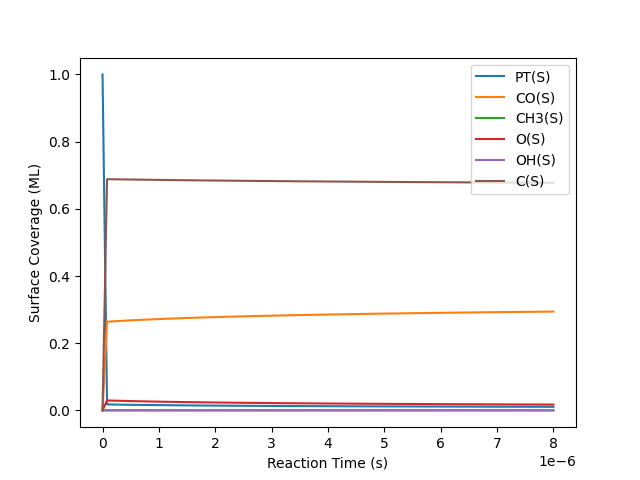 1.0
0.8
0.6
0.4
0.2
0.0
Surface Coverage (ML)
PT(S)
CO(S)
CH3(S)
O(S)
OH(S)
C(S)
0 1 2 3 4 5 6 7 8
1e−6
Reaction Time (s)